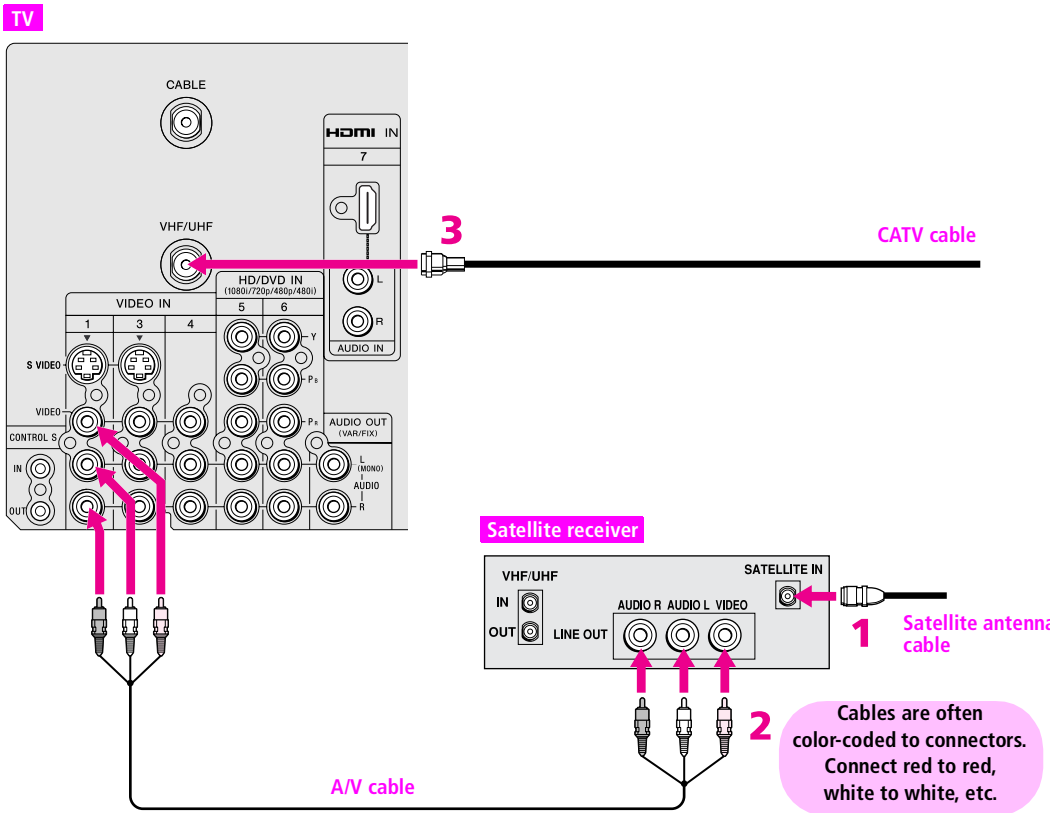 TV
CABLE
HDMI IN
7
VHF/UHF
3
CATV cable
L
R
AUDIO IN
HD/DVD IN
(1080i/720p/480p/480i)
5 6
VIDEO IN
1 3 4
Y
S VIDEO
PB
VIDEO
PR
AUDIO OUT
(VAR/FIX)
CONTROL S
L
(MONO)
IN
AUDIO
OUT
R
Satellite receiver
SATELLITE IN
VHF/UHF
IN
AUDIO R AUDIO L VIDEO
OUT
LINE OUT
1
Satellite antenna
cable
2
Cables are often
color-coded to connectors.
Connect red to red,
white to white, etc.
A/V cable